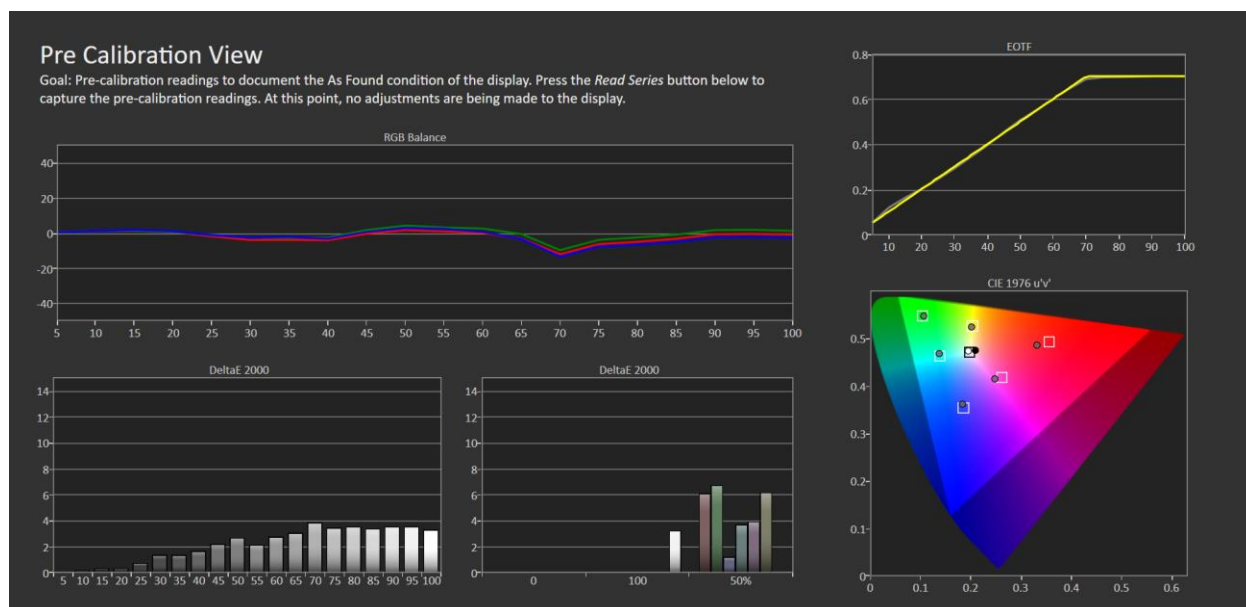 Pre Calibration View
Goal: Pre-calibration readings to document the As Found condition of the display. Press the Read Series button below to
capture the pre-calibration readings. At this point, no adjustments are being made to the display.
RGB Balance
40
20
0
-20
-40
5 10 15 20 25 30 35 40 45 50 55 60 65 70 75 80 85 90 95 100
EOTF
0.8
0.6
0.4
0.2
0
10 20 30 40 50 60 70 80 90 100
DeltaE 2000
14
12
10
8
6
4
2
0
5 10 15 20 25 30 35 40 45 50 55 60 65 70 75 80 85 90 95 100
DeltaE 2000
14
12
10
8
6
4
2
0
0 100 50%
CIE 1976 u'v'
0.5
0.4
0.3
0.2
0.1
0
0 0.1 0.2 0.3 0.4 0.5 0.6